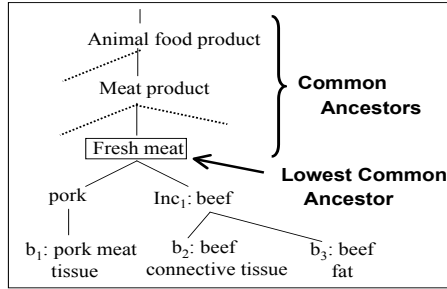 Animal food product
Meat product
Common
Ancestors
Fresh meat
Lowest Common
Ancestor
pork
Inc₁: beef
b₁: pork meat
tissue
b₂: beef
connective tissue
b₃: beef
fat